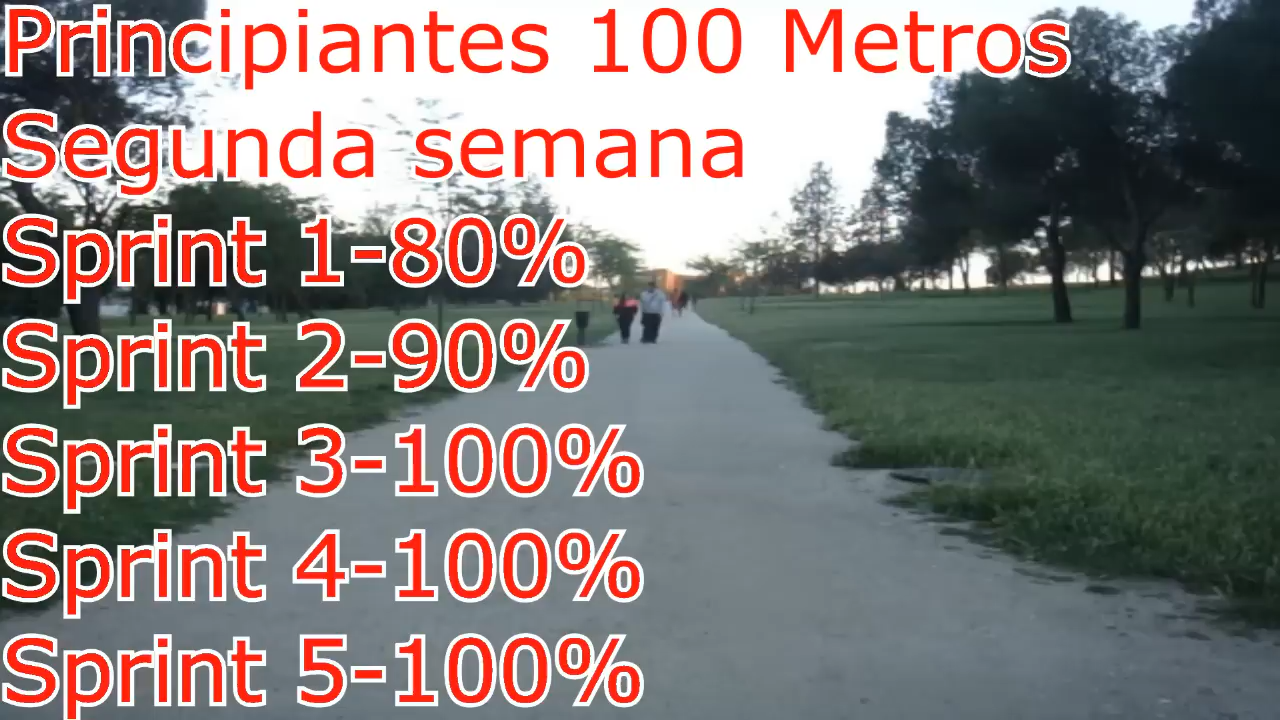 Principiantes 100 Metros
Segunda semana
Sprint 1-80%
Sprint 2-90%
Sprint 3-100%
Sprint 4-100%
Sprint 5-100%